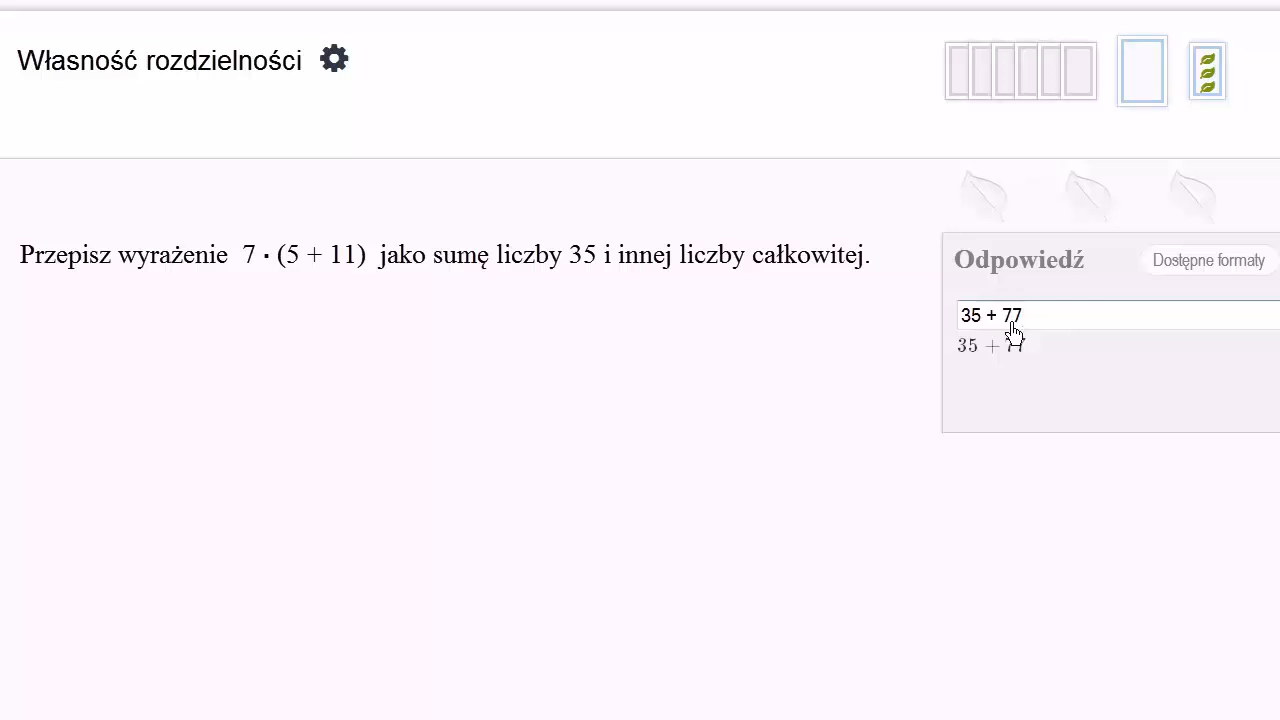 Własność rozdzielności
Przepisz wyrażenie 7 · (5 + 11) jako sumę liczby 35 i innej liczby całkowitej.
Odpowiedź
Dostępne formaty
35 + 77
35 + 77